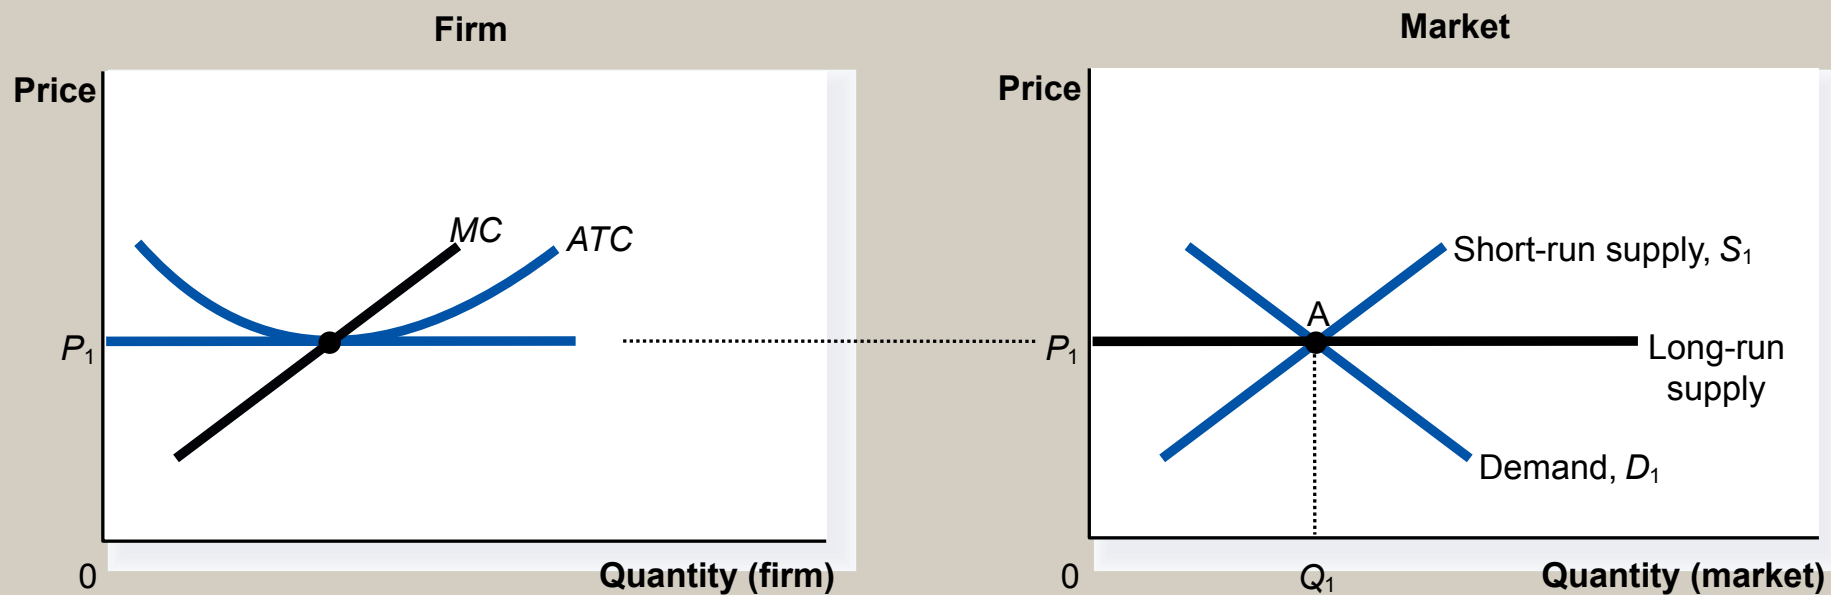 Firm
Price
MC
ATC
P1
0
Quantity (firm)
Market
Price
Short-run supply, S1
A
P1
Long-run
supply
Demand, D1
0
Q1
Quantity (market)